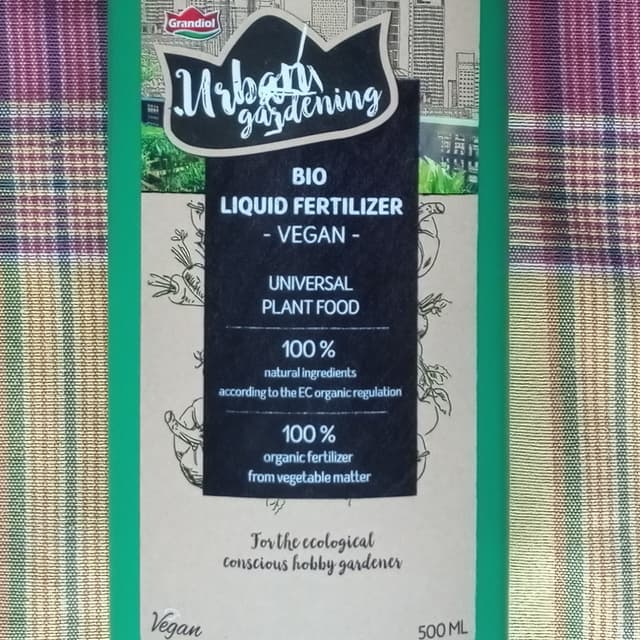 Grandiol
Urban
gardening
BIO
LIQUID FERTILIZER
- VEGAN -
UNIVERSAL
PLANT FOOD
100 %
natural ingredients
according to the EC organic regulation
100 %
organic fertilizer
from vegetable matter
For the ecological
conscious hobby gardener
Vegan
500 ML